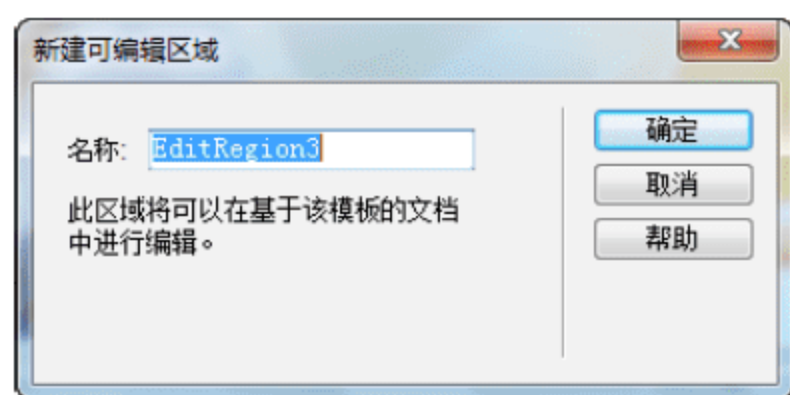 新建可编辑区域
名称: EditRegion3
确定
取消
帮助
此区域将可以在基于该模板的文档
中进行编辑。